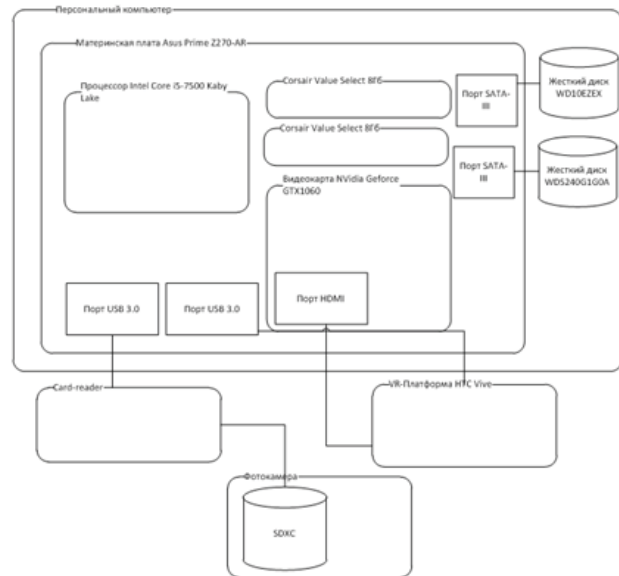 Персональный компьютер
Материнская плата Asus Prime Z270-AR
Процессор Intel Core i5-7500 Kaby
Lake
Corsair Value Select 8Гб
Порт SATA-
III
Жесткий диск
WD10EZEX
Corsair Value Select 8Гб
Порт SATA-
III
Жесткий диск
WDS240G1G0A
Видеокарта NVidia Geforce
GTX1060
Порт USB 3.0
Порт USB 3.0
Порт HDMI
Card-reader
VR-Платформа HTC Vive
Фотокамера
SDXC